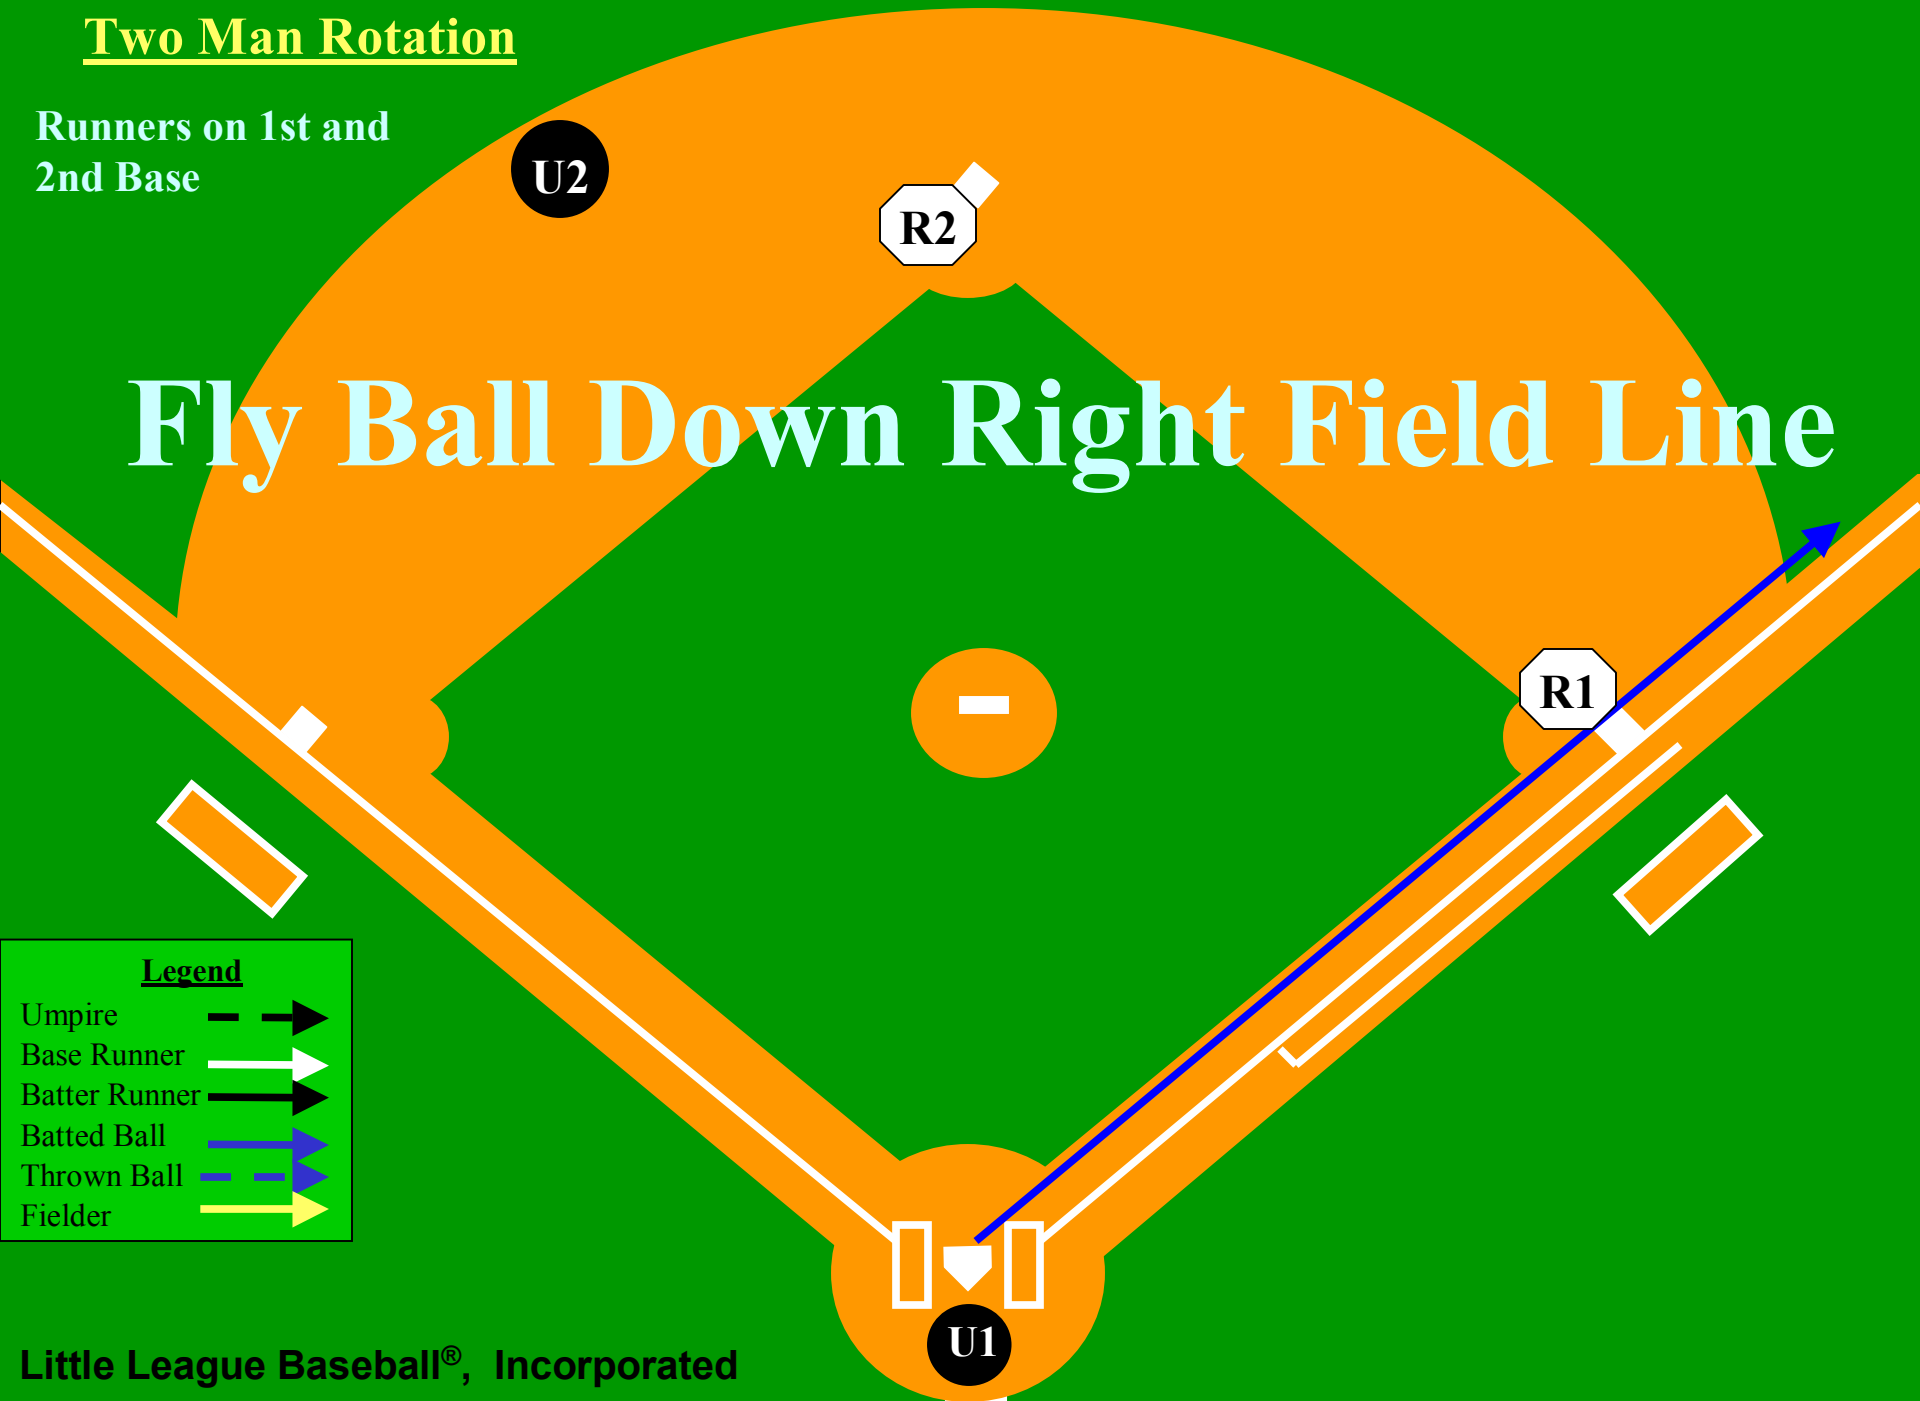 Two Man Rotation
Runners on 1st and
2nd Base
U2
R2
Fly Ball Down Right Field Line
R1
Legend
Umpire
Base Runner
Batter Runner
Batted Ball
Thrown Ball
Fielder
U1
Little League Baseball®, Incorporated